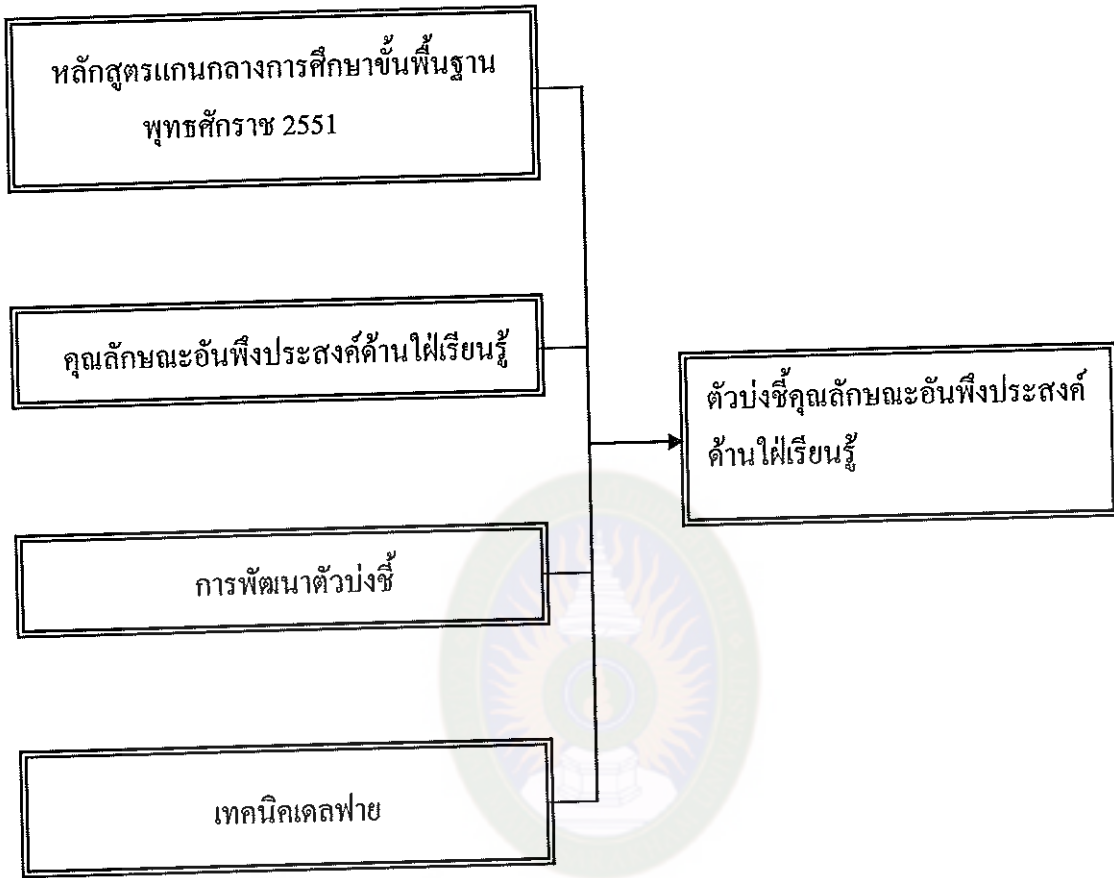 หลักสูตรแกนกลางการศึกษาขั้นพื้นฐาน
พุทธศักราช 2551
คุณลักษณะอันพึงประสงค์ด้านใฝ่เรียนรู้
การพัฒนาตัวบ่งชี้
เทคนิคเดลฟาย
ตัวบ่งชี้คุณลักษณะอันพึงประสงค์
ด้านใฝ่เรียนรู้